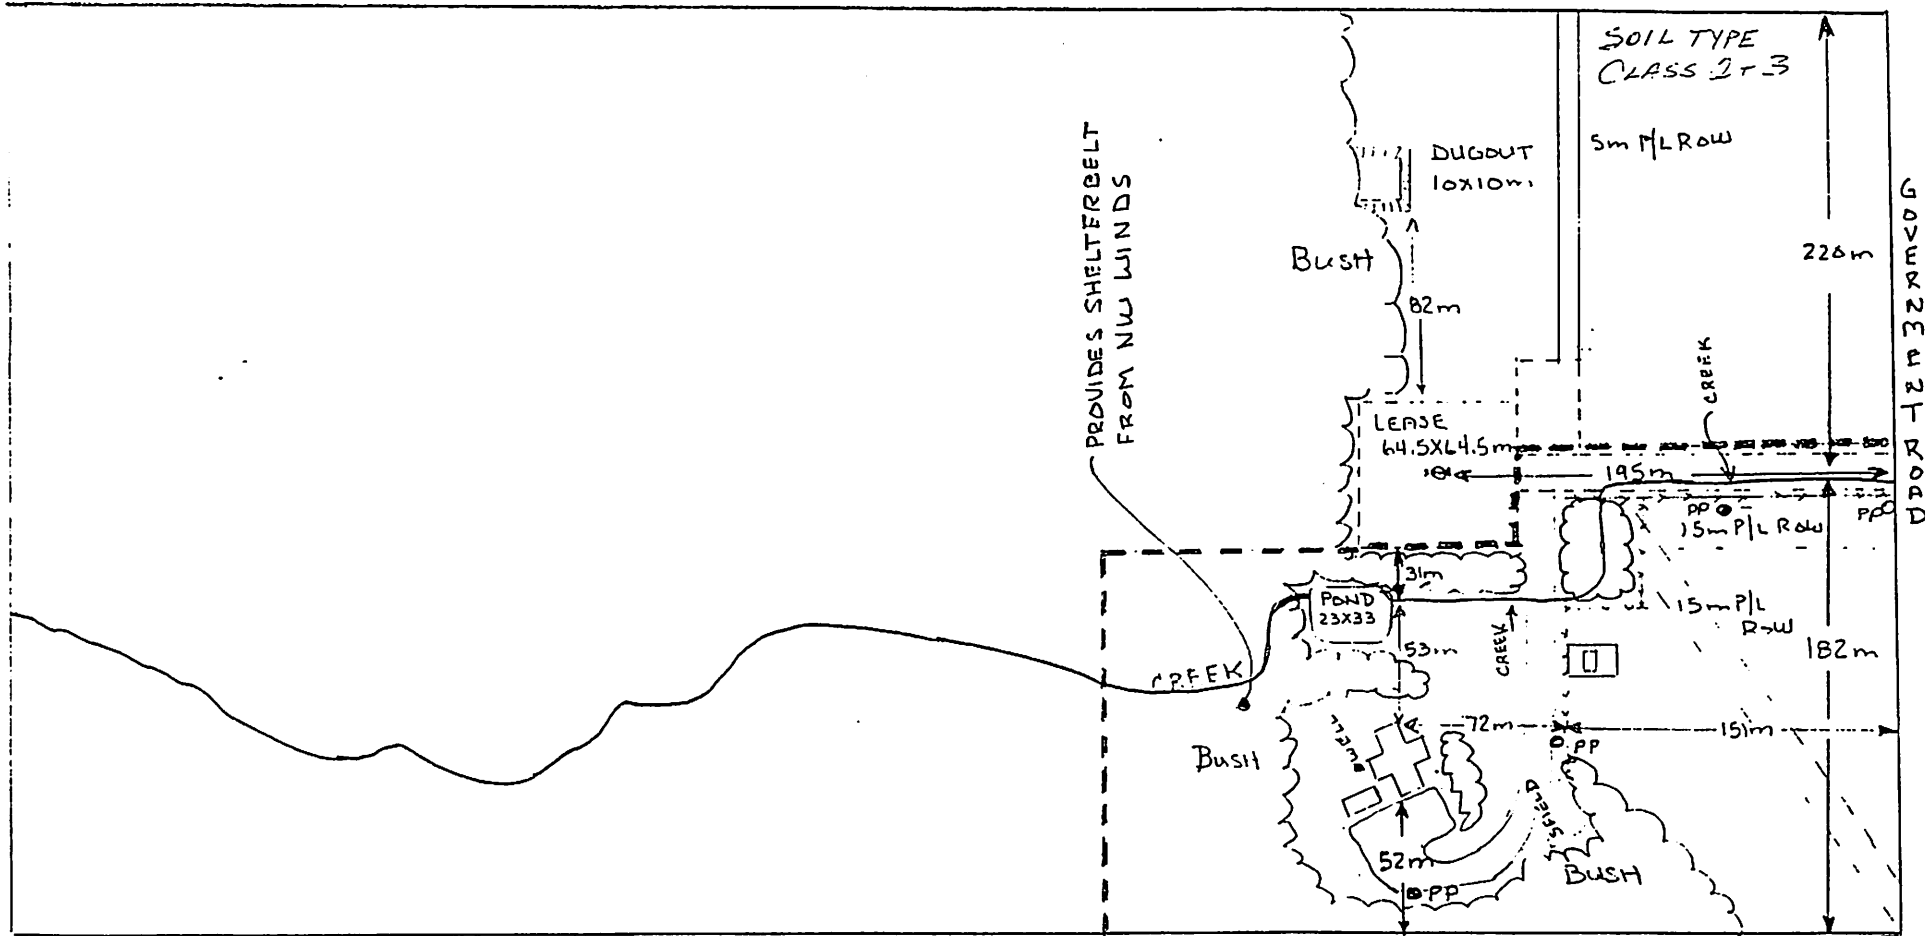 SOIL TYPE
CLASS 2 + 3
5m P/L ROW
DUGOUT
10X10m.
PROVIDES SHELTERBELT
FROM NW WINDS
GOVERNMENT ROAD
BUSH
82m
CREEK
LEASE
64.5X64.5m
195m
PP
PP
15m P/L ROW
31m
POND
23X33
15m P/L
ROW
53m
CREEK
182m
CREEK
72m
151m
PP
BUSH
52m
BUSH
PP